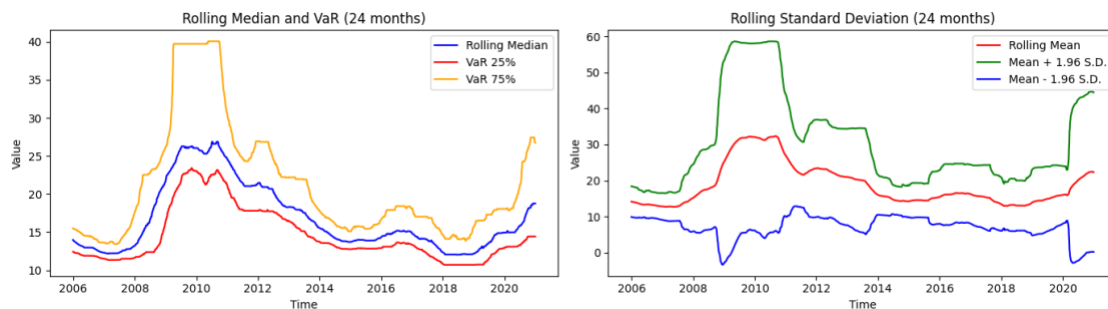 Rolling Median and VaR (24 months)
Value
40
35
30
25
20
15
10
Rolling Median
VaR 25%
VaR 75%
2006 2008 2010 2012 2014 2016 2018 2020
Time
Rolling Standard Deviation (24 months)
Value
60
50
40
30
20
10
0
Rolling Mean
Mean + 1.96 S.D.
Mean - 1.96 S.D.
2006 2008 2010 2012 2014 2016 2018 2020
Time